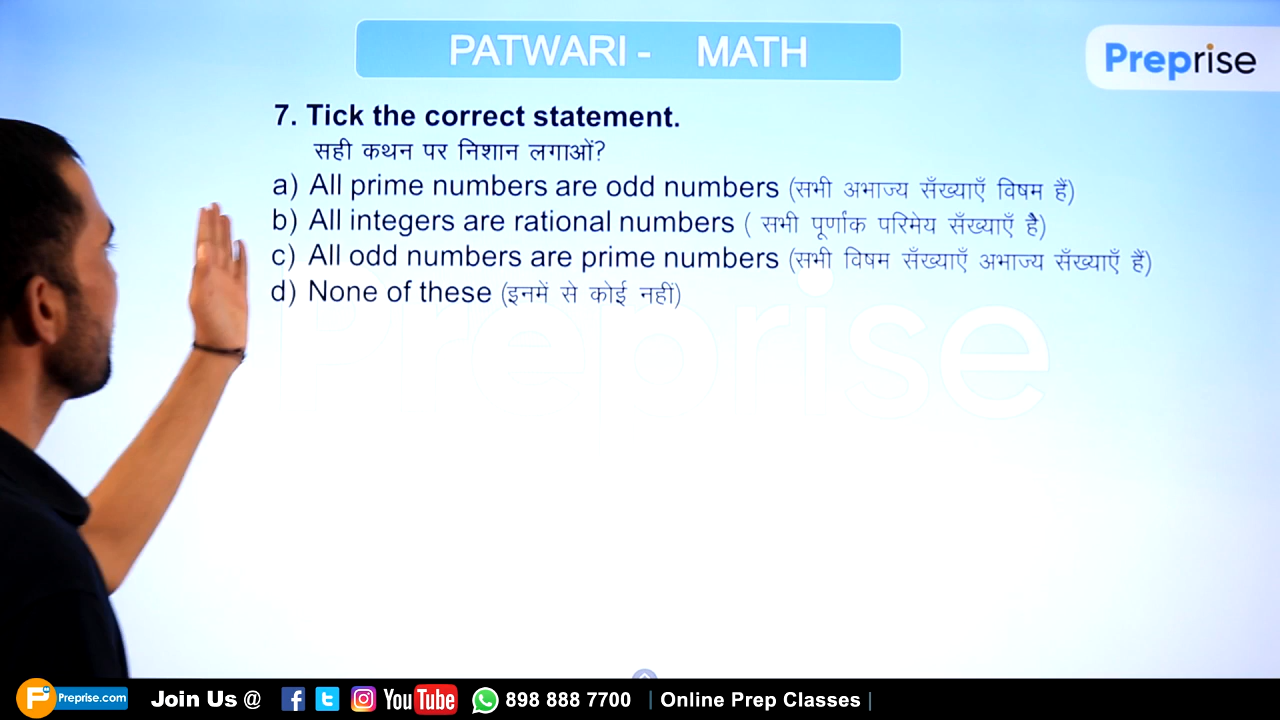 PATWARI - MATH
Preprise
7. Tick the correct statement.
सही कथन पर निशान लगाओं?
a) All prime numbers are odd numbers (सभी अभाज्य सँख्याएँ विषम हैं)
b) All integers are rational numbers ( सभी पूर्णांक परिमेय सँख्याएँ है)
c) All odd numbers are prime numbers (सभी विषम सँख्याएँ अभाज्य सँख्याएँ हैं)
d) None of these (इनमें से कोई नहीं)
Preprise
Preprise.com Join Us @ YouTube 898 888 7700 | Online Prep Classes |